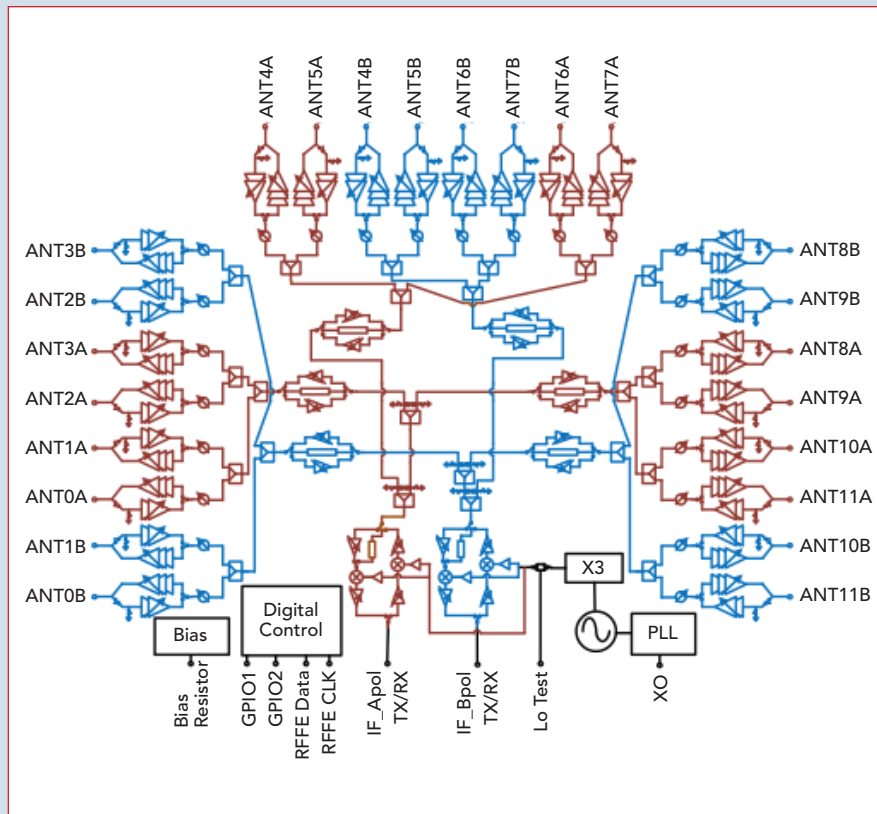 ANT4A
ANT5A
ANT4B
ANT5B
ANT6B
ANT7B
ANT6A
ANT7A
ANT3B
ANT2B
ANT3A
ANT2A
ANT1A
ANT0A
ANT1B
ANT0B
ANT8B
ANT9B
ANT8A
ANT9A
ANT10A
ANT11A
ANT10B
ANT11B
Bias
Digital
Control
X3
PLL
Bias
Resistor
GPIO1
GPIO2
RFFE Data
RFFE CLK
IF_Apol
TX/RX
IF_Bpol
TX/RX
Lo Test
XO